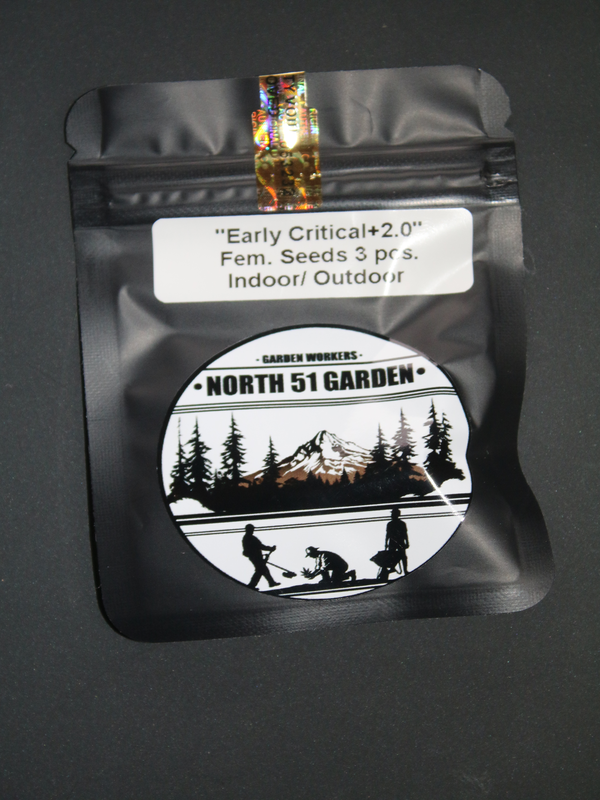 "Early Critical+2.0"
Fem. Seeds 3 pcs.
Indoor/ Outdoor
· GARDEN WORKERS ·
• NORTH 51 GARDEN •